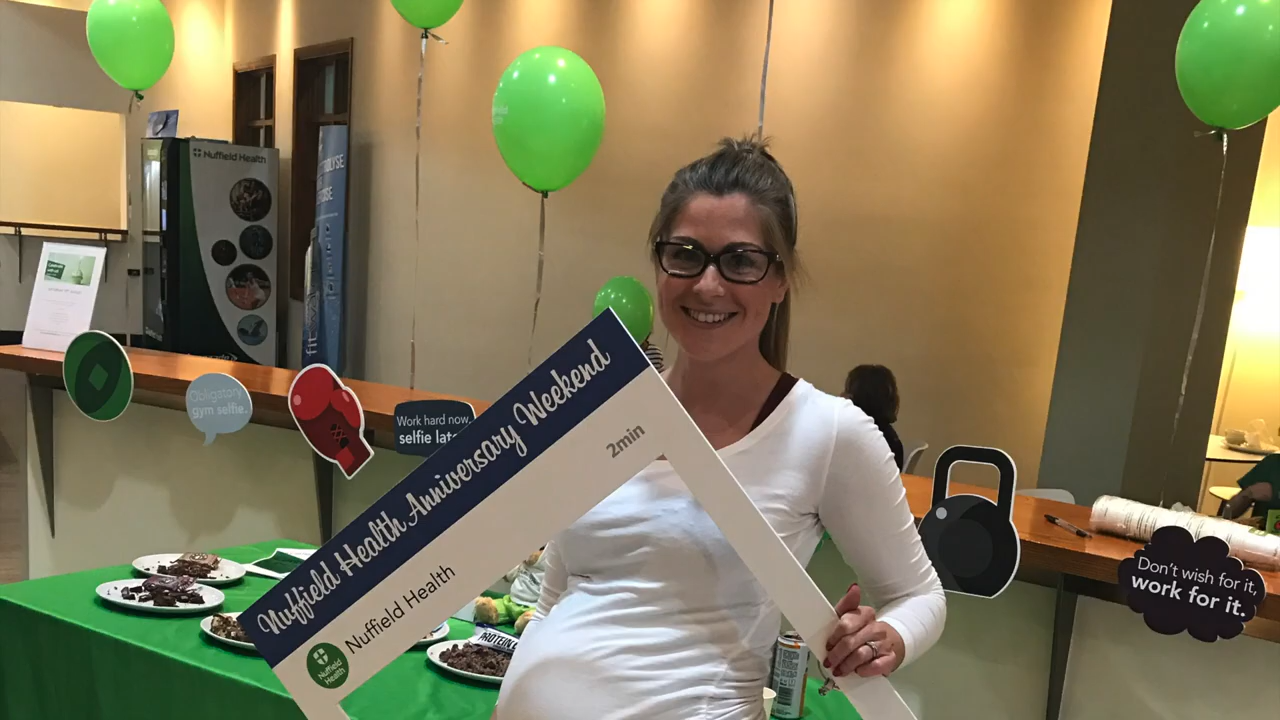 Nuffield Health
Obligatory
gym selfie.
Work hard now,
selfie
Nuffield Health Anniversary Weekend
2min
Nuffield Health
Nuffield
Health
PROTEIN
Don't wish for it,
work for it.